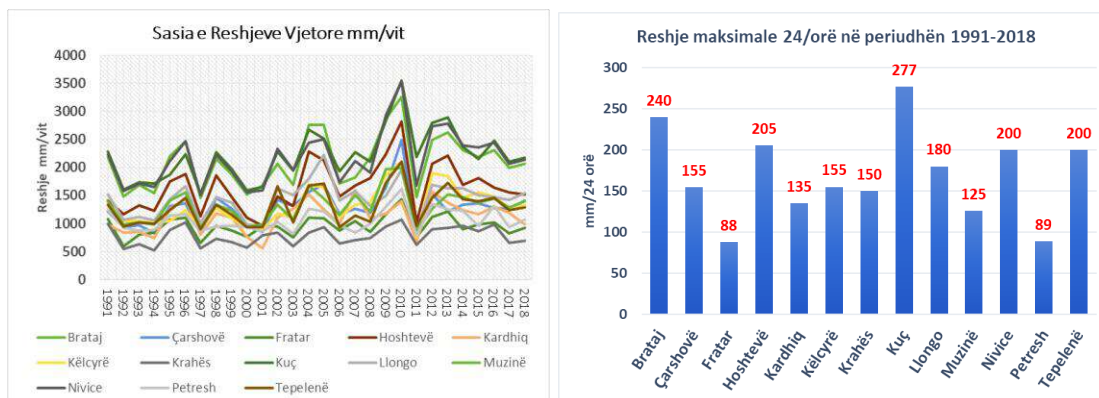 Sasia e Reshjeve Vjetore mm/vit
Reshje mm/vit
4000
3500
3000
2500
2000
1500
1000
500
0
1991
1992
1993
1994
1995
1996
1997
1998
1999
2000
2001
2002
2003
2004
2005
2006
2007
2008
2009
2010
2011
2012
2013
2014
2015
2016
2017
2018
Brataj Çarshovë Fratar Hoshtevë Kardhiq
Këlcyrë Krahës Kuç Llongo Muzinë
Nivice Petresh Tepelenë
Reshje maksimale 24/orë në periudhën 1991-2018
mm/24 orë
300
250
200
150
100
50
0
240
155
88
205
135
155
150
277
180
125
200
89
200
Brataj
Çarshovë
Fratar
Hoshtevë
Kardhiq
Këlcyrë
Krahës
Kuç
Llongo
Muzinë
Nivice
Petresh
Tepelenë